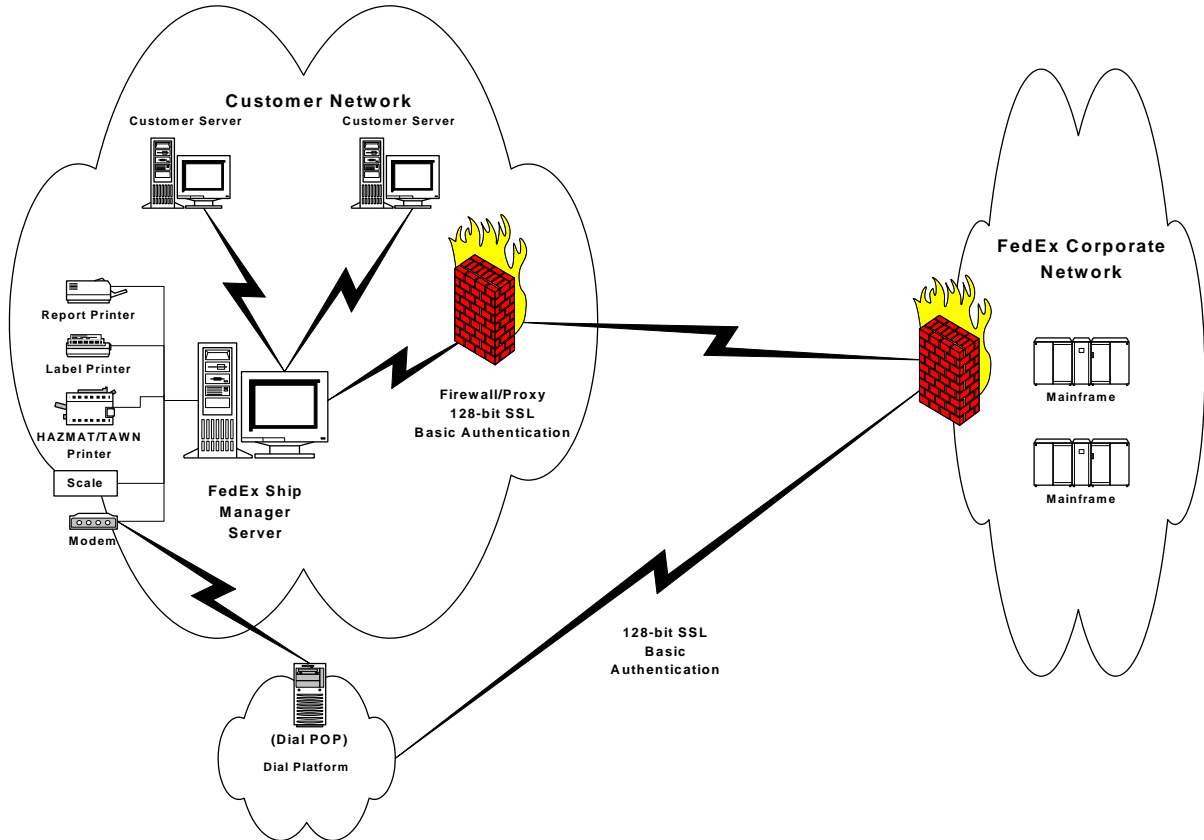 Customer Network
Customer Server
Customer Server
Report Printer
Label Printer
HAZMAT/TAWN
Printer
Scale
Modem
FedEx Ship
Manager
Server
Firewall/Proxy
128-bit SSL
Basic Authentication
FedEx Corporate
Network
Mainframe
Mainframe
128-bit SSL
Basic
Authentication
(Dial POP)
Dial Platform